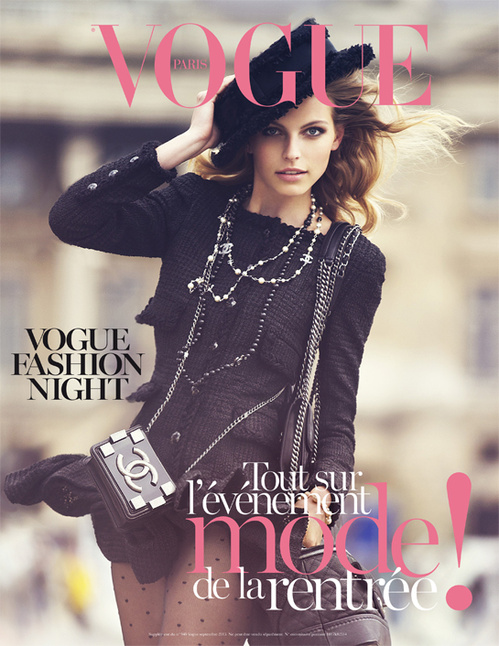 VOGUE
PARIS
VOGUE
FASHION
NIGHT
Tout sur
l'événement
mode!
de la rentrée